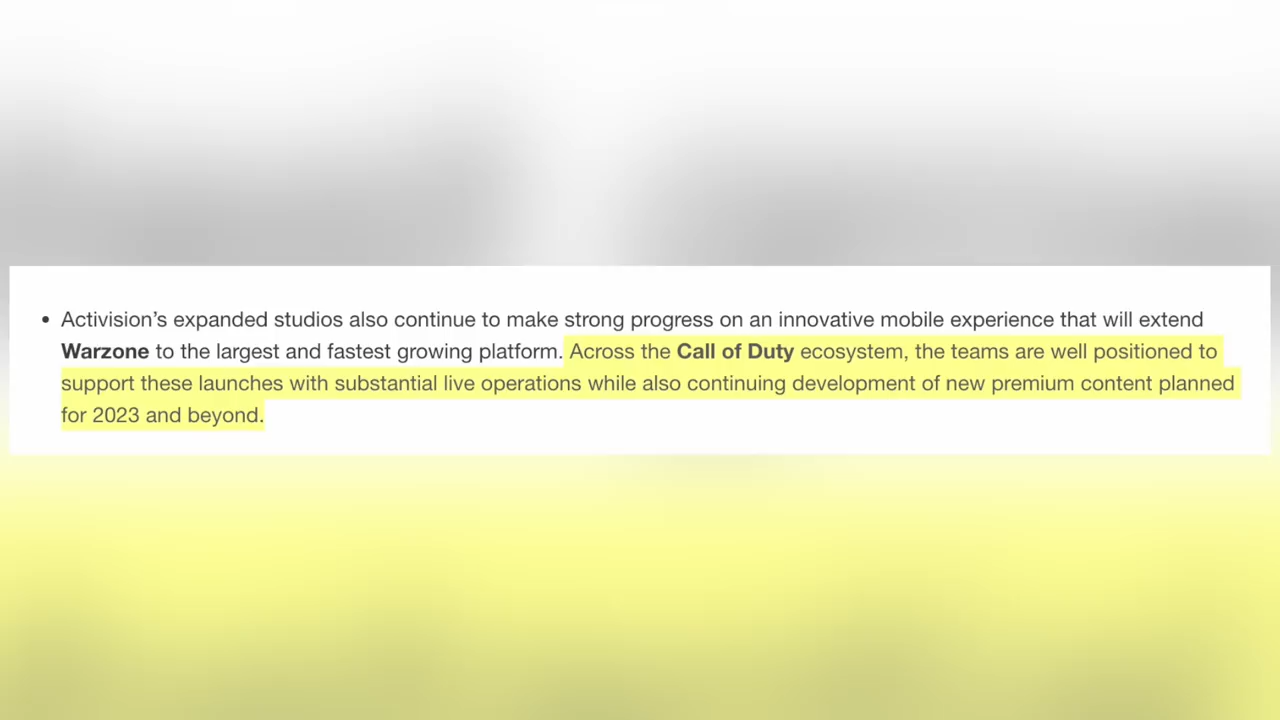 • Activision’s expanded studios also continue to make strong progress on an innovative mobile experience that will extend
Warzone to the largest and fastest growing platform. Across the Call of Duty ecosystem, the teams are well positioned to
support these launches with substantial live operations while also continuing development of new premium content planned
for 2023 and beyond.